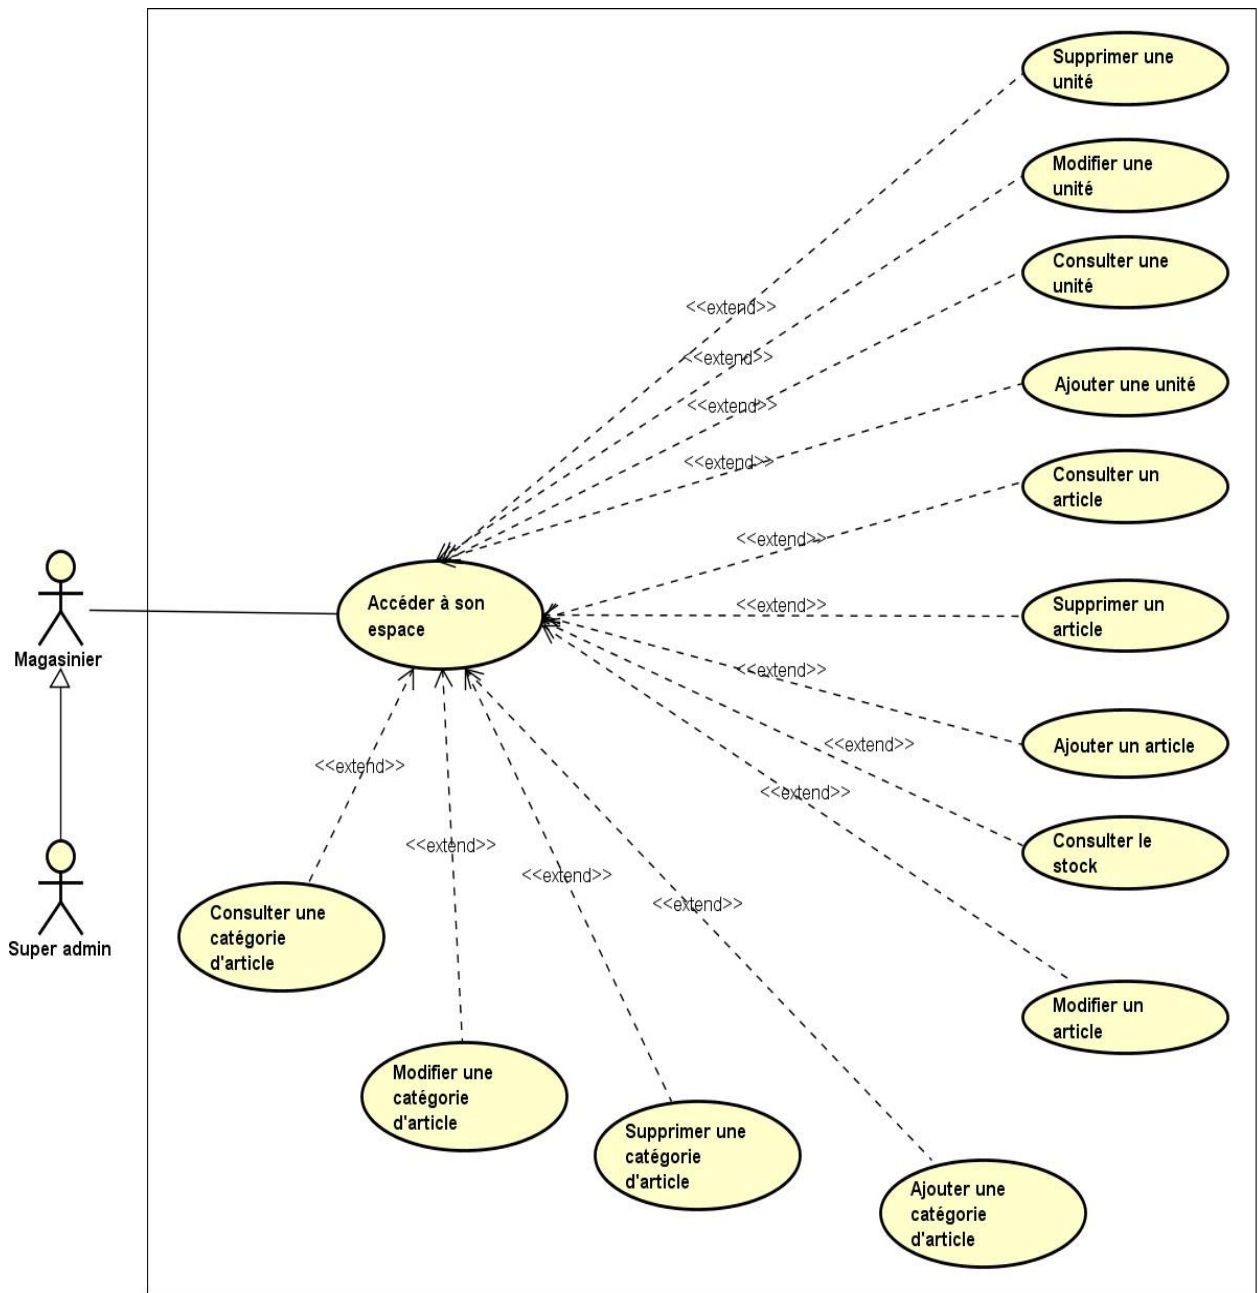 Supprimer une
unité
Modifier une
unité
Consulter une
unité
<<extend>>
<<extend>>
Ajouter une unité
<<extend>>
<<extend>>
Consulter un
article
<<extend>>
Accéder à son
espace
<<extend>>
Supprimer un
article
Magasinier
<<extend>>
Ajouter un article
<<extend>>
<<extend>>
<<extend>>
Consulter le
stock
<<extend>>
<<extend>>
<<extend>>
Consulter une
catégorie
d'article
Super admin
Modifier un
article
Modifier une
catégorie
d'article
Supprimer une
catégorie
d'article
Ajouter une
catégorie
d'article